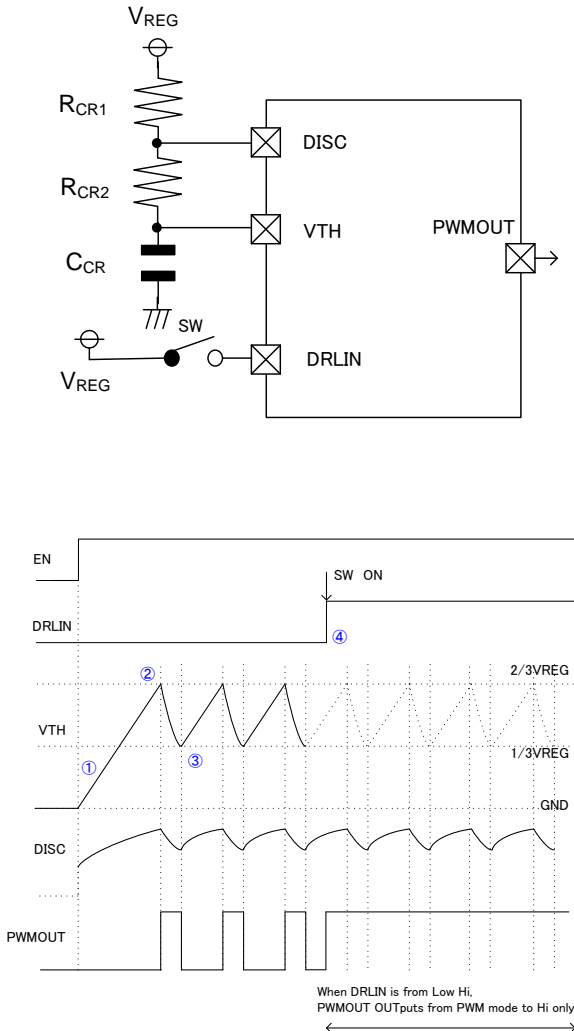 VREG
RCR1
DISC
RCR2
VTH
PWMOUT
CCR
SW
DRLIN
VREG
EN
SW ON
DRLIN
④
②
2/3VREG
VTH
①
③
1/3VREG
GND
DISC
PWMOUT
When DRLIN is from Low Hi,
PWMOUT OUTputs from PWM mode to Hi only